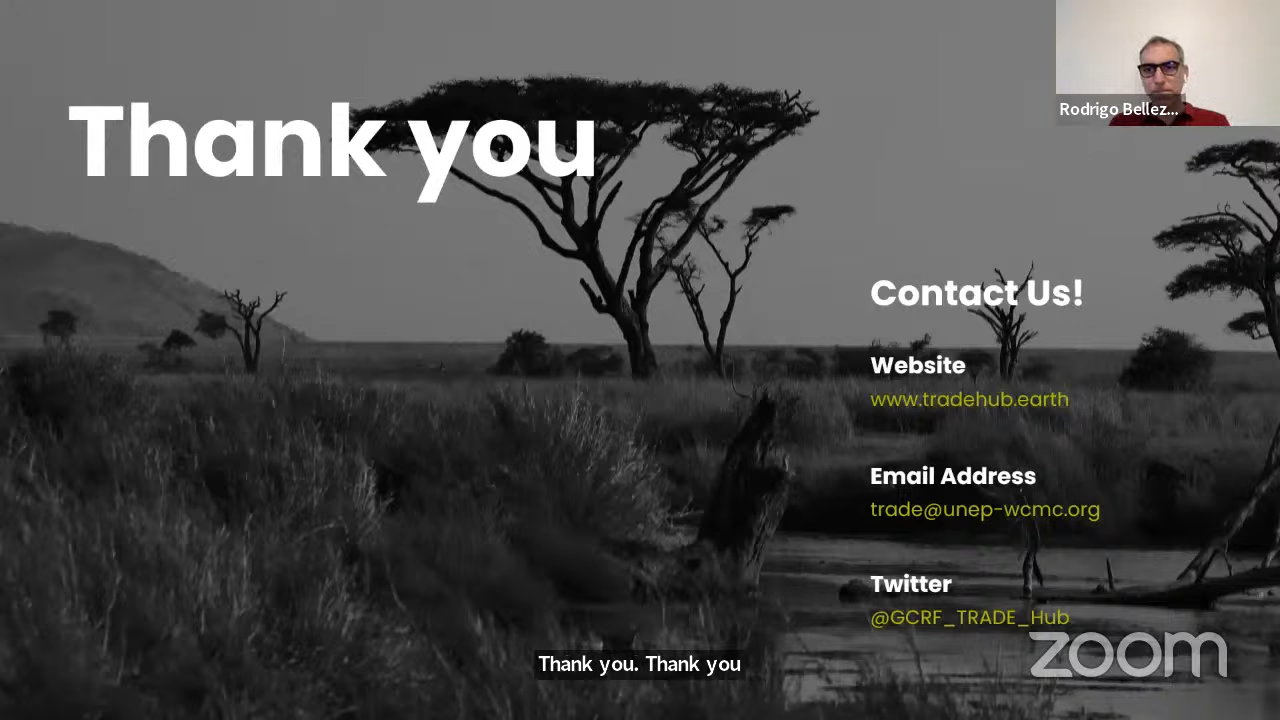 Thank you
Rodrigo Bellez...
Contact Us!
Website
www.tradehub.earth
Email Address
trade@unep-wcmc.org
Twitter
@GCRF_TRADE_Hub
zoom
Thank you. Thank you